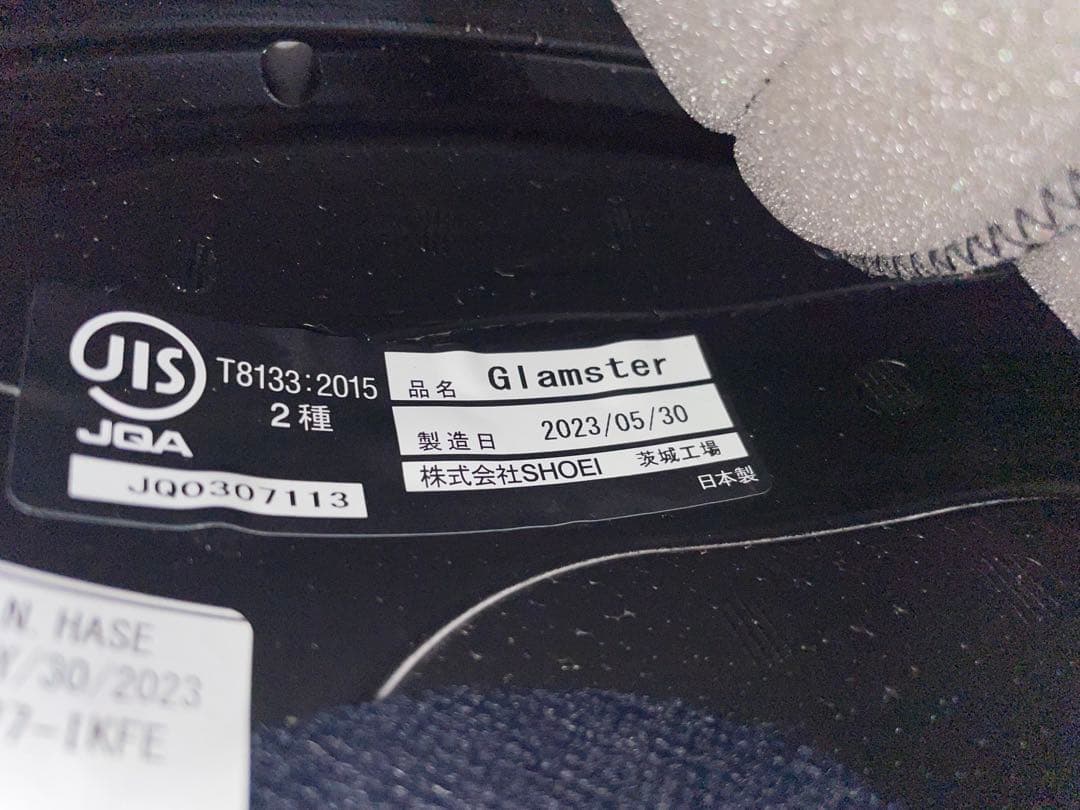 JIS
JQA
T8133:2015
2種
JQ0307113
品名 Glamster
製造日 2023/05/30
株式会社SHOEI 茨城工場
日本製
N. HASE
/30/2023
7-1KFE